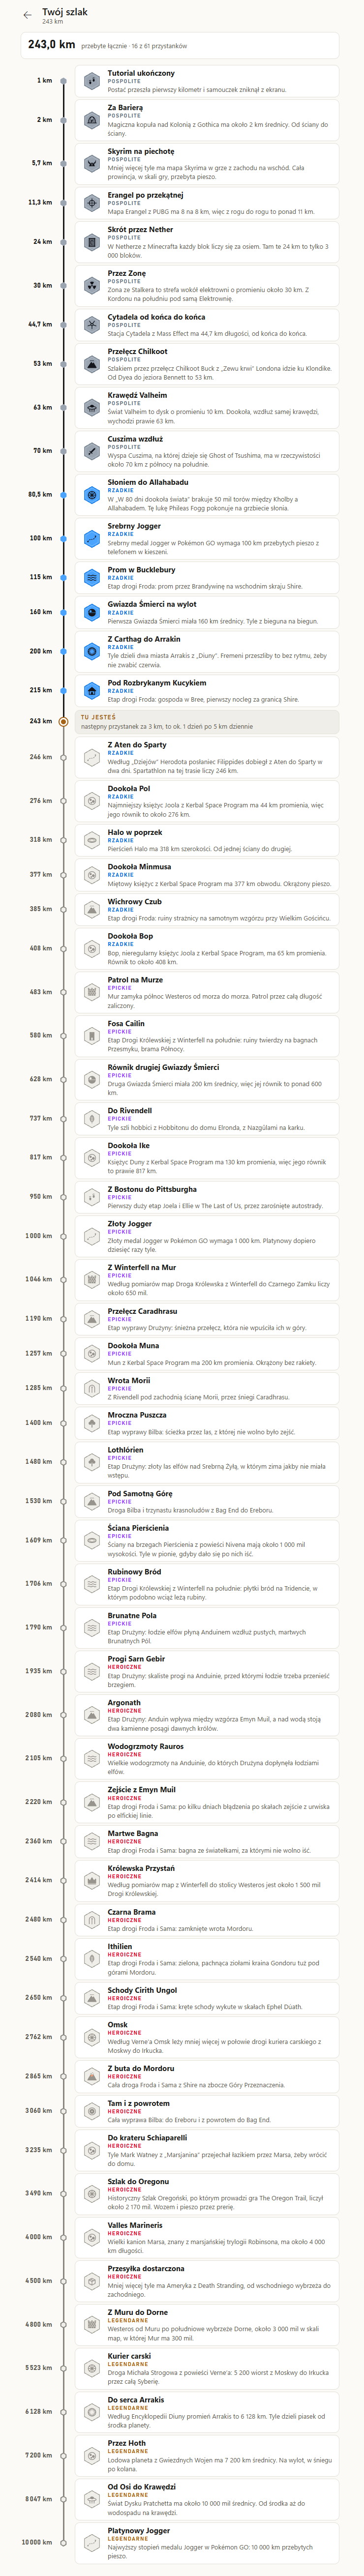 Twój szlak
243 km
243,0 km przebyte łącznie · 16 z 61 przystanków
1 km
Tutorial ukończony
POSPOLITE
Postać przeszła pierwszy kilometr i samouczek zniknął z ekranu.
2 km
Za Barierą
POSPOLITE
Magiczna kopuła nad Kolonią z Gothica ma około 2 km średnicy. Od ściany do
ściany.
5,7 km
Skyrim na piechotę
POSPOLITE
Mniej więcej tyle ma mapa Skyrima w grze z zachodu na wschód. Cała
prowincja, w skali gry, przebyta pieszo.
11,3 km
Erangel po przekątnej
POSPOLITE
Mapa Erangel z PUBG ma 8 na 8 km, więc z rogu do rogu to ponad 11 km.
24 km
Skrót przez Nether
POSPOLITE
W Netherze z Minecrafta każdy blok liczy się za osiem. Tam te 24 km to tylko 3
000 bloków.
30 km
Przez Zonę
POSPOLITE
Zona ze Stalkera to strefa wokół elektrowni o promieniu około 30 km. Z
Kordonu na południu pod samą Elektrownię.
44,7 km
Cytadela od końca do końca
POSPOLITE
Stacja Cytadela z Mass Effect ma 44,7 km długości, od końca do końca.
53 km
Przełęcz Chilkoot
POSPOLITE
Szlakiem przez przełęcz Chilkoot Buck z „Zewu krwi" Londona idzie ku Klondike.
Od Dyea do jeziora Bennett to 53 km.
63 km
Krawędź Valheim
POSPOLITE
Świat Valheim to dysk o promieniu 10 km. Dookoła, wzdłuż samej krawędzi,
wychodzi prawie 63 km.
70 km
Cuszima wzdłuż
POSPOLITE
Wyspa Cuszima, na której dzieje się Ghost of Tsushima, ma w rzeczywistości
około 70 km z północy na południe.
80,5 km
Słoniem do Allahabadu
RZADKIE
W „W 80 dni dookoła świata" brakuje 50 mil torów między Kholby a
Allahabadem. Tę lukę Phileas Fogg pokonuje na grzbiecie słonia.
100 km
Srebrny Jogger
RZADKIE
Srebrny medal Jogger w Pokémon GO wymaga 100 km przebytych pieszo z
telefonem w kieszeni.
115 km
Prom w Bucklebury
RZADKIE
Etap drogi Froda: prom przez Brandywinę na wschodnim skraju Shire.
160 km
Gwiazda Śmierci na wylot
RZADKIE
Pierwsza Gwiazda Śmierci miała 160 km średnicy. Tyle z bieguna na biegun.
200 km
Z Carthag do Arrakin
RZADKIE
Tyle dzieli dwa miasta Arrakis z „Diuny". Fremeni przeszliby to bez rytmu, żeby
nie zwabić czerwia.
215 km
Pod Rozbrykanym Kucykiem
RZADKIE
Etap drogi Froda: gospoda w Bree, pierwszy nocleg za granicą Shire.
243 km
TU JESTEŚ
następny przystanek za 3 km, to ok. 1 dzień po 5 km dziennie
246 km
Z Aten do Sparty
RZADKIE
Według „Dziejów" Herodota posłaniec Filippides dobiegł z Aten do Sparty w
dwa dni. Spartathlon na tej trasie liczy 246 km.
276 km
Dookoła Pol
RZADKIE
Najmniejszy księżyc Joola z Kerbal Space Program ma 44 km promienia, więc
jego równik to około 276 km.
318 km
Halo w poprzek
RZADKIE
Pierścień Halo ma 318 km szerokości. Od jednej ściany do drugiej.
377 km
Dookoła Minmusa
RZADKIE
Miętowy księżyc z Kerbal Space Program ma 377 km obwodu. Okrążony pieszo.
385 km
Wichrowy Czub
RZADKIE
Etap drogi Froda: ruiny strażnicy na samotnym wzgórzu przy Wielkim Gościńcu.
408 km
Dookoła Bop
RZADKIE
Bop, nieregularny księżyc Joola z Kerbal Space Program, ma 65 km promienia.
Równik to około 408 km.
483 km
Patrol na Murze
EPICKIE
Mur zamyka północ Westeros od morza do morza. Patrol przez całą długość
zaliczony.
580 km
Fosa Cailin
EPICKIE
Etap Drogi Królewskiej z Winterfell na południe: ruiny twierdzy na bagnach
Przesmyku, brama Północy.
628 km
Równik drugiej Gwiazdy Śmierci
EPICKIE
Druga Gwiazda Śmierci miała 200 km średnicy, więc jej równik to ponad 600
km.
737 km
Do Rivendell
EPICKIE
Tyle szli hobbici z Hobbitonu do domu Elronda, z Nazgûlami na karku.
817 km
Dookoła Ike
EPICKIE
Księżyc Duny z Kerbal Space Program ma 130 km promienia, więc jego równik
to prawie 817 km.
950 km
Z Bostonu do Pittsburgha
EPICKIE
Pierwszy duży etap Joela i Ellie w The Last of Us, przez zarośnięte autostrady.
1 000 km
Złoty Jogger
EPICKIE
Złoty medal Jogger w Pokémon GO wymaga 1 000 km. Platynowy dopiero
dziesięć razy tyle.
1 046 km
Z Winterfell na Mur
EPICKIE
Według pomiarów map Droga Królewska z Winterfell do Czarnego Zamku liczy
około 650 mil.
1 190 km
Przełęcz Caradhrasu
EPICKIE
Etap wyprawy Drużyny: śnieżna przełęcz, która nie wpuściła ich w góry.
1 257 km
Dookoła Muna
EPICKIE
Mun z Kerbal Space Program ma 200 km promienia. Okrążony bez rakiety.
1 285 km
Wrota Morii
EPICKIE
Z Rivendell pod zachodnią ścianę Morii, przez śniegi Caradhrasu.
1 400 km
Mroczna Puszcza
EPICKIE
Etap wyprawy Bilba: ścieżka przez las, z której nie wolno było zejść.
1 480 km
Lothlórien
EPICKIE
Etap Drużyny: złoty las elfów nad Srebrną Żyłą, w którym zima jakby nie miała
wstępu.
1 530 km
Pod Samotną Górę
EPICKIE
Droga Bilba i trzynastu krasnoludów z Bag End do Ereboru.
1 609 km
Ściana Pierścienia
EPICKIE
Ściany na brzegach Pierścienia z powieści Nivena mają około 1 000 mil
wysokości. Tyle w pionie, gdyby dało się po nich iść.
1 706 km
Rubinowy Bród
EPICKIE
Etap Drogi Królewskiej z Winterfell na południe: płytki bród na Tridencie, w
którym podobno wciąż leżą rubiny.
1 790 km
Brunatne Pola
EPICKIE
Etap Drużyny: łodzie elfów płyną Anduinem wzdłuż pustych, martwych
Brunatnych Pól.
1 935 km
Progi Sarn Gebir
HEROICZNE
Etap Drużyny: skaliste progi na Anduinie, przed którymi łodzie trzeba przenieść
brzegiem.
2 080 km
Argonath
HEROICZNE
Etap Drużyny: Anduin wpływa między wzgórza Emyn Muil, a nad wodą stoją
dwa kamienne posągi dawnych królów.
2 105 km
Wodogrzmoty Rauros
HEROICZNE
Wielkie wodogrzmoty na Anduinie, do których Drużyna dopłynęła łodziami
elfów.
2 220 km
Zejście z Emyn Muil
HEROICZNE
Etap drogi Froda i Sama: po kilku dniach błądzenia po skałach zejście z urwiska
po elfickiej linie.
2 360 km
Martwe Bagna
HEROICZNE
Etap drogi Froda i Sama: bagna ze światełkami, za którymi nie wolno iść.
2 414 km
Królewska Przystań
HEROICZNE
Według pomiarów map z Winterfell do stolicy Westeros jest około 1 500 mil
Drogi Królewskiej.
2 480 km
Czarna Brama
HEROICZNE
Etap drogi Froda i Sama: zamknięte wrota Mordoru.
2 540 km
Ithilien
HEROICZNE
Etap drogi Froda i Sama: zielona, pachnąca ziołami kraina Gondoru tuż pod
górami Mordoru.
2 650 km
Schody Cirith Ungol
HEROICZNE
Etap drogi Froda i Sama: kręte schody wykute w skałach Ephel Dúath.
2 762 km
Omsk
HEROICZNE
Według Verne'a Omsk leży mniej więcej w połowie drogi kuriera carskiego z
Moskwy do Irkucka.
2 865 km
Z buta do Mordoru
HEROICZNE
Cała droga Froda i Sama z Shire na zbocze Góry Przeznaczenia.
3 060 km
Tam i z powrotem
HEROICZNE
Cała wyprawa Bilba: do Ereboru i z powrotem do Bag End.
3 235 km
Do krateru Schiaparelli
HEROICZNE
Tyle Mark Watney z „Marsjanina" przejechał łazikiem przez Marsa, żeby wrócić
do domu.
3 490 km
Szlak do Oregonu
HEROICZNE
Historyczny Szlak Oregoński, po którym prowadzi gra The Oregon Trail, liczył
około 2 170 mil. Wozem i pieszo przez prerię.
4 000 km
Valles Marineris
HEROICZNE
Wielki kanion Marsa, znany z marsjańskiej trylogii Robinsona, ma około 4 000
km długości.
4 500 km
Przesyłka dostarczona
HEROICZNE
Mniej więcej tyle ma Ameryka z Death Stranding, od wschodniego wybrzeża do
zachodniego.
4 800 km
Z Muru do Dorne
LEGENDARNE
Westeros od Muru po południowe wybrzeże Dorne, około 3 000 mil w skali
map, w której Mur ma 300 mil.
5 523 km
Kurier carski
LEGENDARNE
Droga Michała Strogowa z powieści Verne'a: 5 200 wiorst z Moskwy do Irkucka
przez całą Syberię.
6 128 km
Do serca Arrakis
LEGENDARNE
Według Encyklopedii Diuny promień Arrakis to 6 128 km. Tyle dzieli piasek od
środka planety.
7 200 km
Przez Hoth
LEGENDARNE
Lodowa planeta z Gwiezdnych Wojen ma 7 200 km średnicy. Na wylot, w śniegu
po kolana.
8 047 km
Od Osi do Krawędzi
LEGENDARNE
Świat Dysku Pratchetta ma około 10 000 mil średnicy. Od środka aż do
wodospadu na krawędzi.
10 000 km
Platynowy Jogger
LEGENDARNE
Najwyższy stopień medalu Jogger w Pokémon GO: 10 000 km przebytych
pieszo.